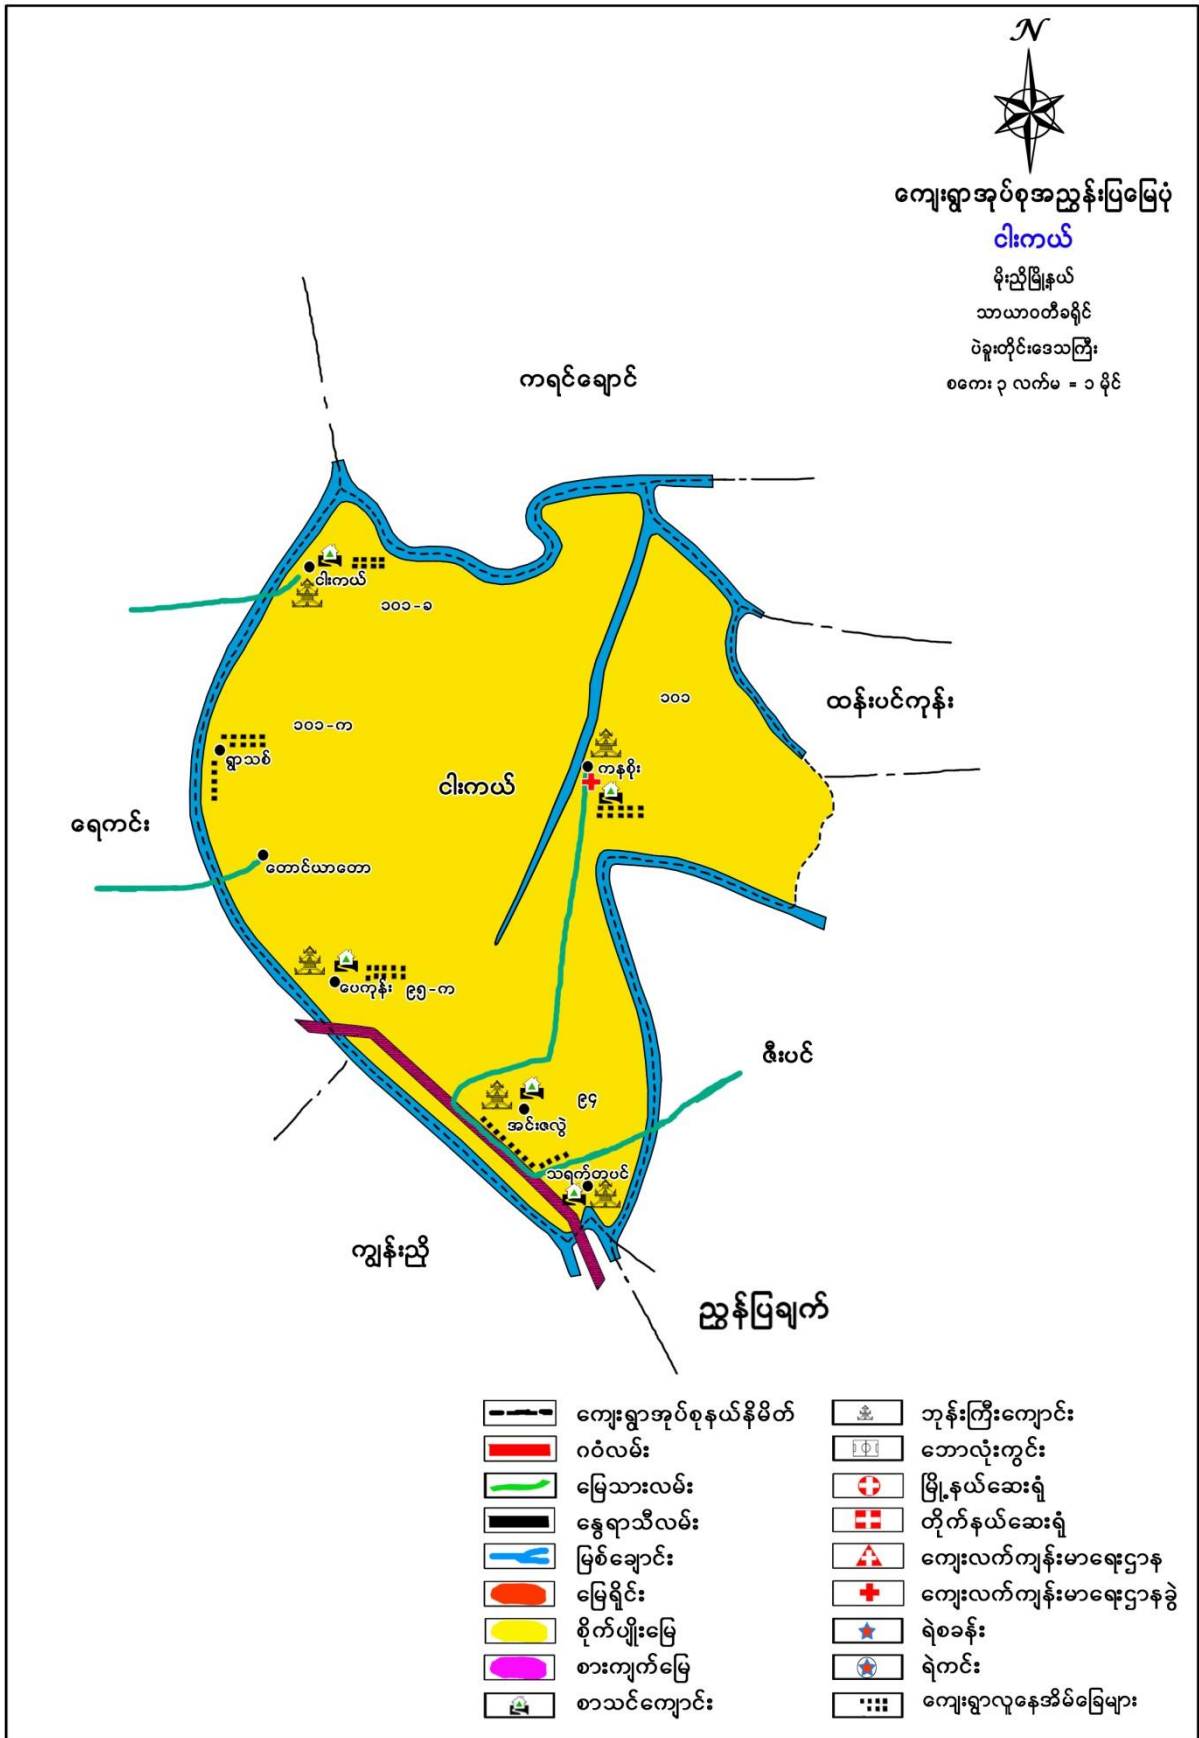 N
ကျေးရွာအုပ်စုအညွှန်းပြမြေပုံ
ငါးကယ်
မိုးညိုမြို့နယ်
သာယာဝတီခရိုင်
ပဲခူးတိုင်းဒေသကြီး
စကေး ၃ လက်မ = ၁ မိုင်
ကရင်ချောင်
ငါးကယ်
၁၀၁-ခ
၁၀၁
ထန်းပင်ကုန်း
၁၀၁-က
ရွာသစ်
ကနစိုး
ငါးကယ်
ရေကင်း
တောင်ယာတော
ပေကုန်း ၉၅-က
ဇီးပင်
၉၄
အင်းဇလွဲ
သရက်တပင်
ကျွန်းညို
ညွှန်ပြချက်
ကျေးရွာအုပ်စုနယ်နိမိတ်
ဂဝံလမ်း
မြေသားလမ်း
နွေရာသီလမ်း
မြစ်ချောင်း
မြေရိုင်း
စိုက်ပျိုးမြေ
စားကျက်မြေ
စာသင်ကျောင်း
ဘုန်းကြီးကျောင်း
ဘောလုံးကွင်း
မြို့နယ်ဆေးရုံ
တိုက်နယ်ဆေးရုံ
ကျေးလက်ကျန်းမာရေးဌာန
ကျေးလက်ကျန်းမာရေးဌာနခွဲ
ရဲစခန်း
ရဲကင်း
ကျေးရွာလူနေအိမ်ခြေများ